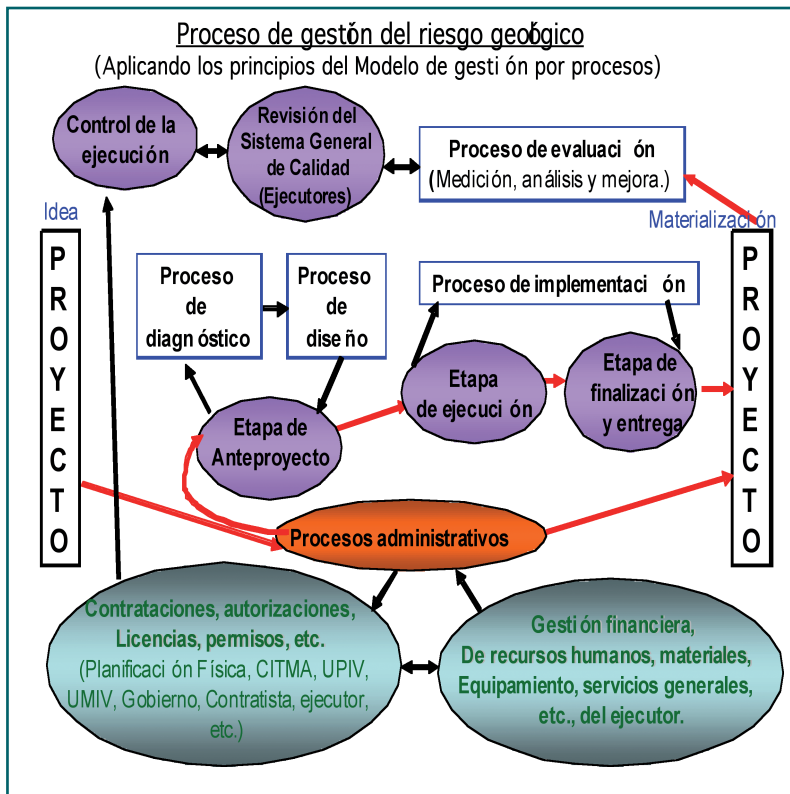 Proceso de gestión del riesgo geológico
(Aplicando los principios del Modelo de gesti ón por procesos)
Control de la
ejecución
Revisión del
Sistema General
de Calidad
(Ejecutores)
Proceso de evaluaci ón
(Medición, análisis y mejora.)
Idea
Materializaci ón
P
R
O
Y
E
C
T
O
Proceso
de
diagn óstico
Proceso
de
dise ño
Proceso de implementaci ón
Etapa
de ejecuci ón
Etapa de
finalizaci ón
y entrega
Etapa de
Anteproyecto
P
R
O
Y
E
C
T
O
Procesos administrativos
Contrataciones, autorizaciones,
Licencias, permisos, etc.
(Planificaci ón Física, CITMA, UPIV,
UMIV, Gobierno, Contratista, ejecutor,
etc.)
Gestión financiera,
De recursos humanos, materiales,
Equipamiento, servicios generales,
etc., del ejecutor.